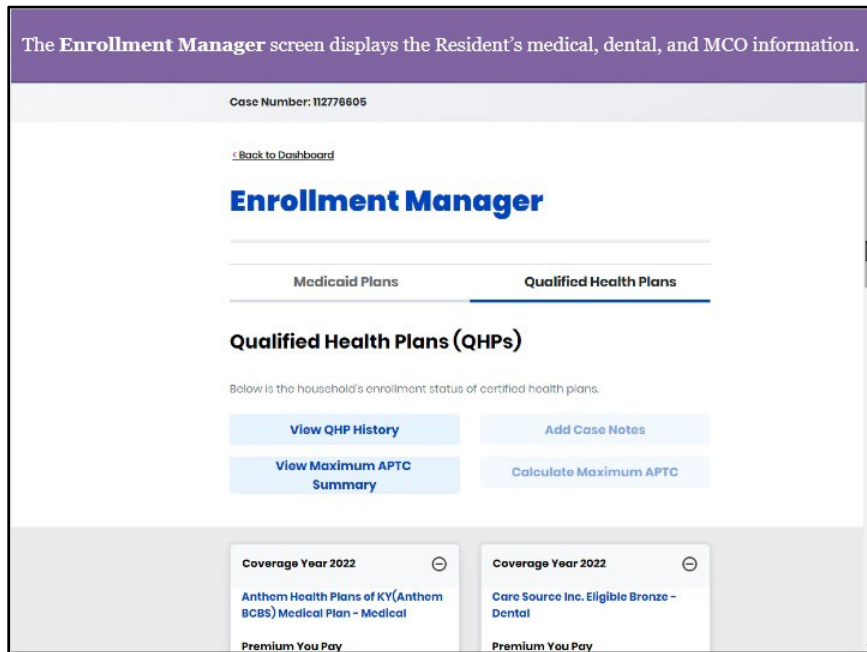 The Enrollment Manager screen displays the Resident's medical, dental, and MCO information.
Case Number: 112776605
< Back to Dashboard
Enrollment Manager
Medicaid Plans
Qualified Health Plans
Qualified Health Plans (QHPs)
Below is the household's enrollment status of certified health plans.
View QHP History
Add Case Notes
View Maximum APTC
Summary
Calculate Maximum APTC
Coverage Year 2022
Anthem Health Plans of KY(Anthem
BCBS) Medical Plan - Medical
Premium You Pay
Coverage Year 2022
Care Source Inc. Eligible Bronze -
Dental
Premium You Pay